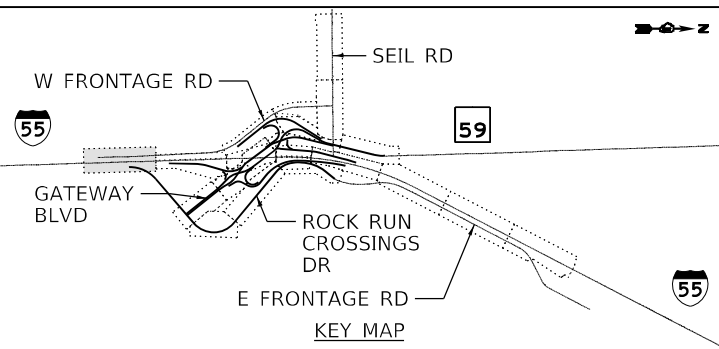 Z
SEIL RD
W FRONTAGE RD
55
59
GATEWAY
BLVD
ROCK RUN
CROSSINGS
DR
E FRONTAGE RD
55
KEY MAP